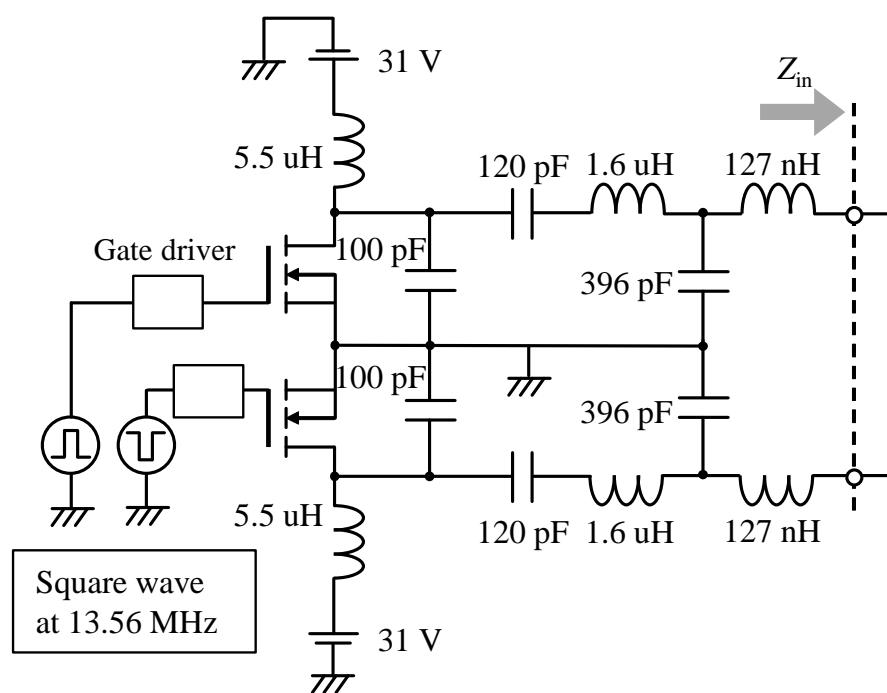 31 V
Z_in
5.5 uH
120 pF
1.6 uH
127 nH
Gate driver
100 pF
396 pF
100 pF
396 pF
5.5 uH
120 pF
1.6 uH
127 nH
Square wave
at 13.56 MHz
31 V